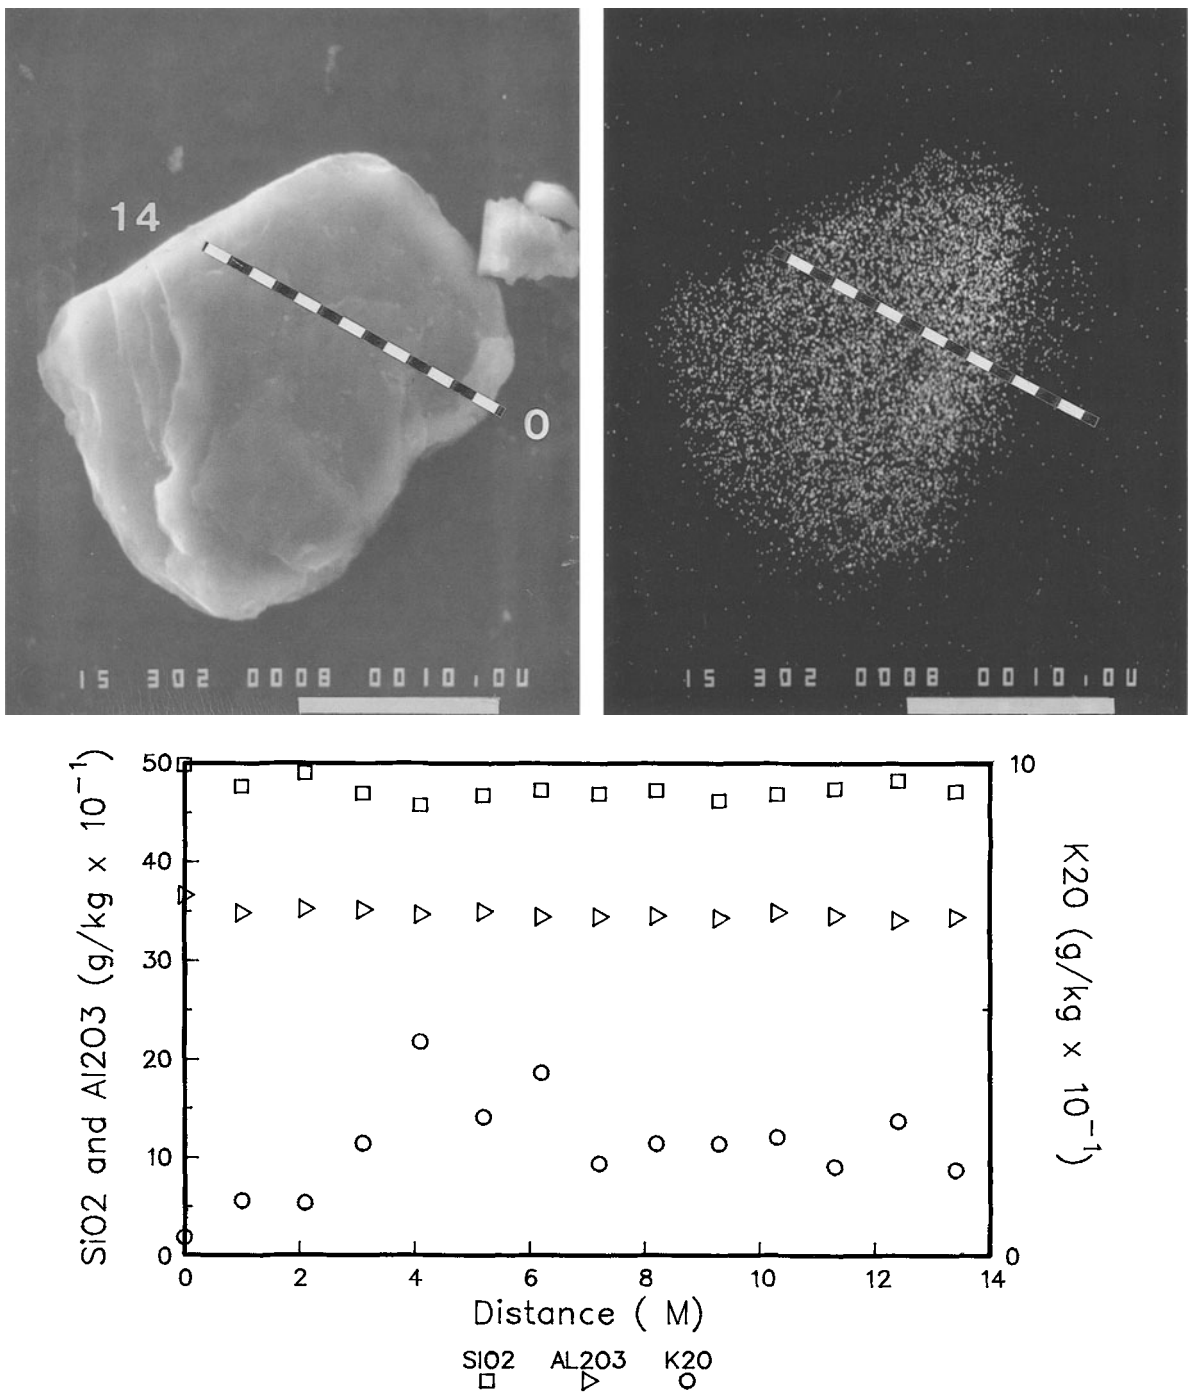 14
0
15 302 0008 0010.0U
15 302 0008 0010.0U
SiO2 and Al2O3 (g/kg x 10⁻¹)
50
40
30
20
10
0
10
0
K2O (g/kg x 10⁻¹)
0 2 4 6 8 10 12 14
Distance ( M)
SIO2 AL2O3 K2O